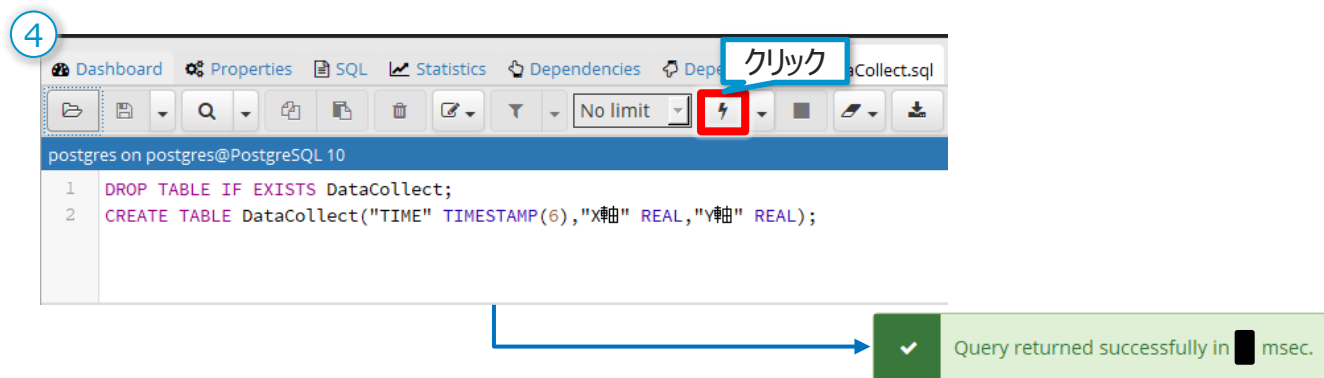 4
Dashboard Properties SQL Statistics Dependencies Depe クリック aCollect.sql
No limit
postgres on postgres@PostgreSQL 10
1 DROP TABLE IF EXISTS DataCollect;
2 CREATE TABLE DataCollect("TIME" TIMESTAMP(6),"X軸" REAL,"Y軸" REAL);
Query returned successfully in msec.